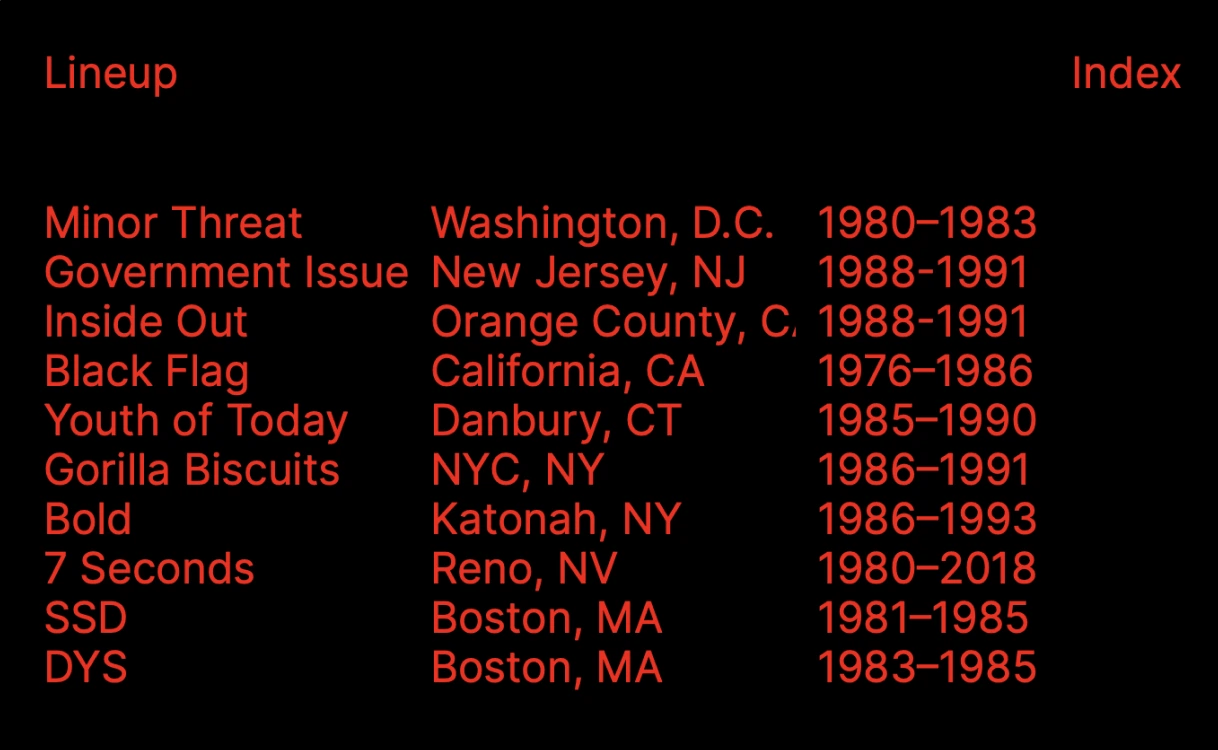 Lineup Index
Minor Threat Washington, D.C. 1980–1983
Government Issue New Jersey, NJ 1988-1991
Inside Out Orange County, 1988-1991
Black Flag California, CA 1976–1986
Youth of Today Danbury, CT 1985–1990
Gorilla Biscuits NYC, NY 1986–1991
Bold Katonah, NY 1986–1993
7 Seconds Reno, NV 1980–2018
SSD Boston, MA 1981–1985
DYS Boston, MA 1983–1985